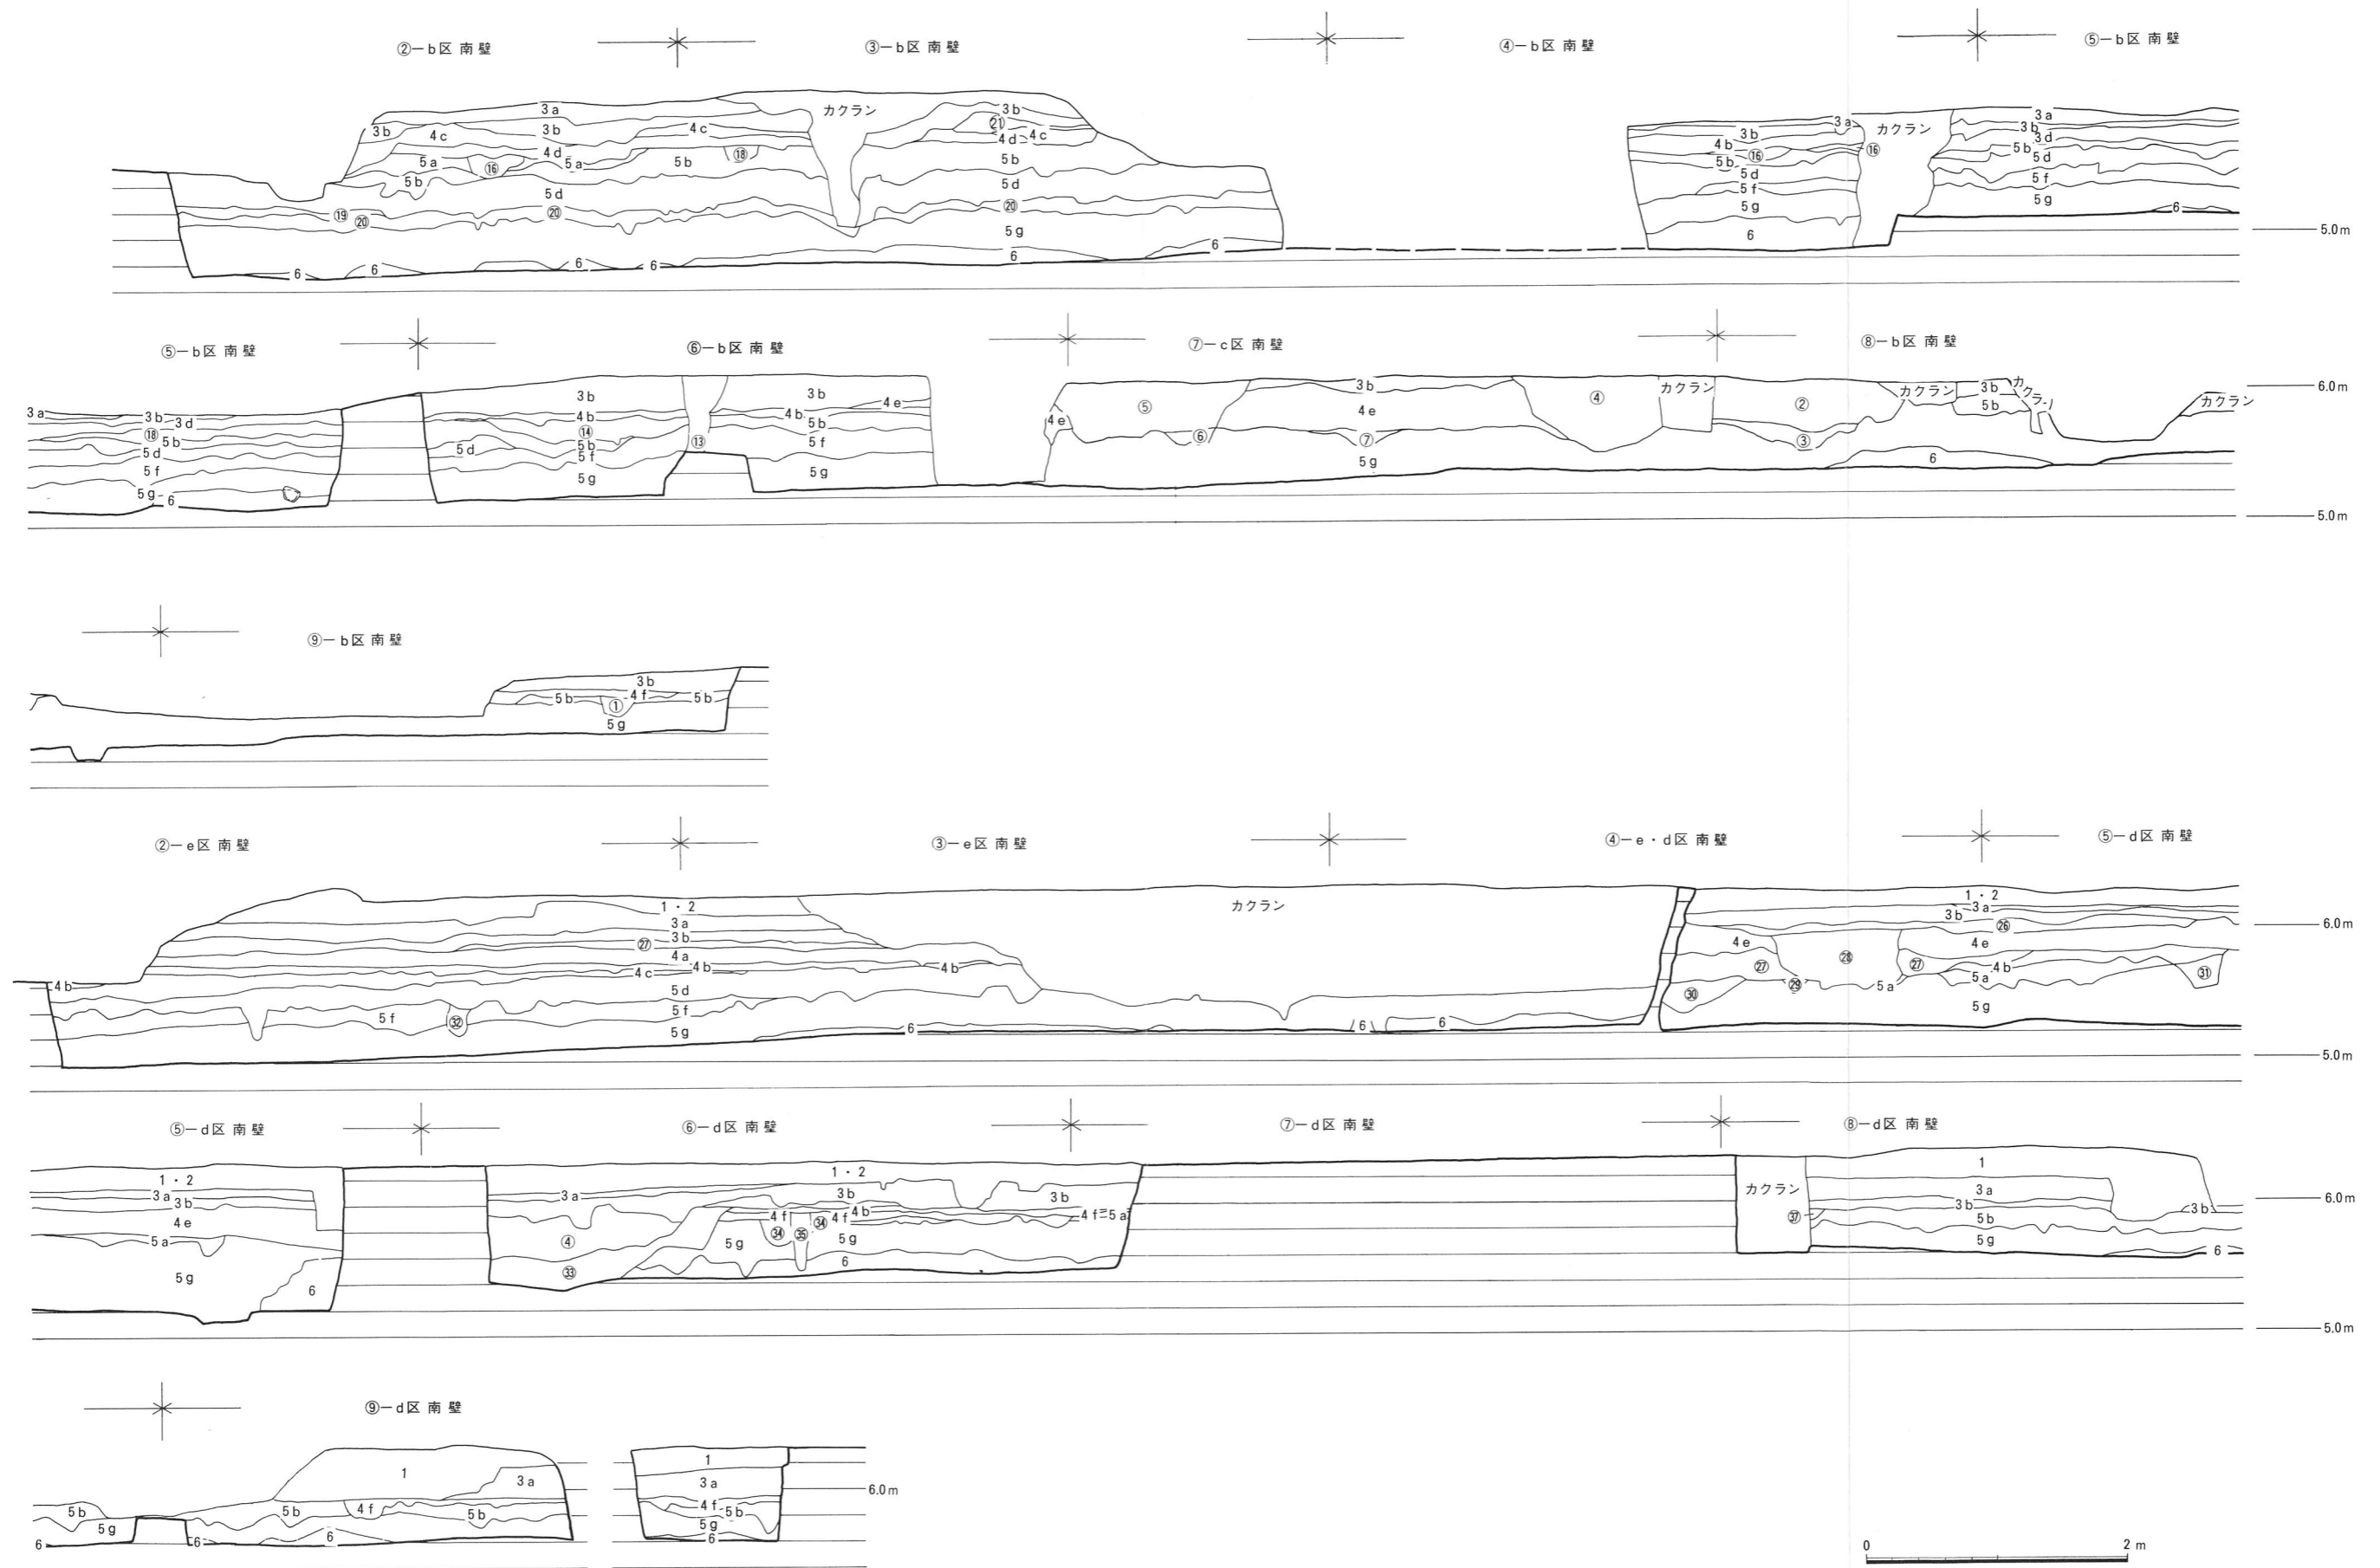 ②－b区 南壁 ③－b区 南壁 ④－b区 南壁 ⑤－b区 南壁
3a カクラン 3b 3a カクラン 3a
3b 4c 3b 4c ㉑ 4d 4c 3b 3b
4d 4b ⑯ ⑯ 3d
5a ⑯ 5a 5b ⑱ 5b 5b 5b 5d
5b 5d 5d 5d 5f
⑲ ⑳ ⑳ ⑳ 5f 5g 5g 6
5g 6 5.0m
6 6 6 6 6 6
⑤－b区 南壁 ⑥－b区 南壁 ⑦－c区 南壁 ⑧－b区 南壁
3b 3b 4e 3b カクラン カクラン 3b カクラン 6.0m
3a 3b 3d 4b 4b ⑤ 4e ④ ② 5b カクラン
⑱ 5b ⑭ ⑬ 5b 4e ⑥ ⑦ ③
5d 5d 5b 5f 5f
5f 5g 5g 5g 6
5g 6 5.0m
⑨－b区 南壁
3b
5b 4f 5b
①
5g
②－e区 南壁 ③－e区 南壁 ④－e・d区 南壁 ⑤－d区 南壁
1・2 カクラン 1・2
3a 3a
㉗ 3b 3b ㉖ 6.0m
4a 4e ㉘ 4e
4b 4c 4b 4b ㉗ ㉗ 4b ㉛
5d ㉚ ㉙ 5a 5a
5f ㉜ 5f 5g
5g 6 6 6
5.0m
⑤－d区 南壁 ⑥－d区 南壁 ⑦－d区 南壁 ⑧－d区 南壁
1・2 1・2 1
3a 3b 3a 3b 3b カクラン 3a 6.0m
4e 4f ㉞ 4f 4b 4f 5a ㊲ 3b 3b
5a ④ 5g ㉞ ㉟ 5g 5b
5g 6 ㉝ 6 5g 6
5.0m
⑨－d区 南壁
1 3a 1
3a 6.0m
5b 5b 4f 5b 4f 5b
5g 5g
6 6 6 6
0 2m